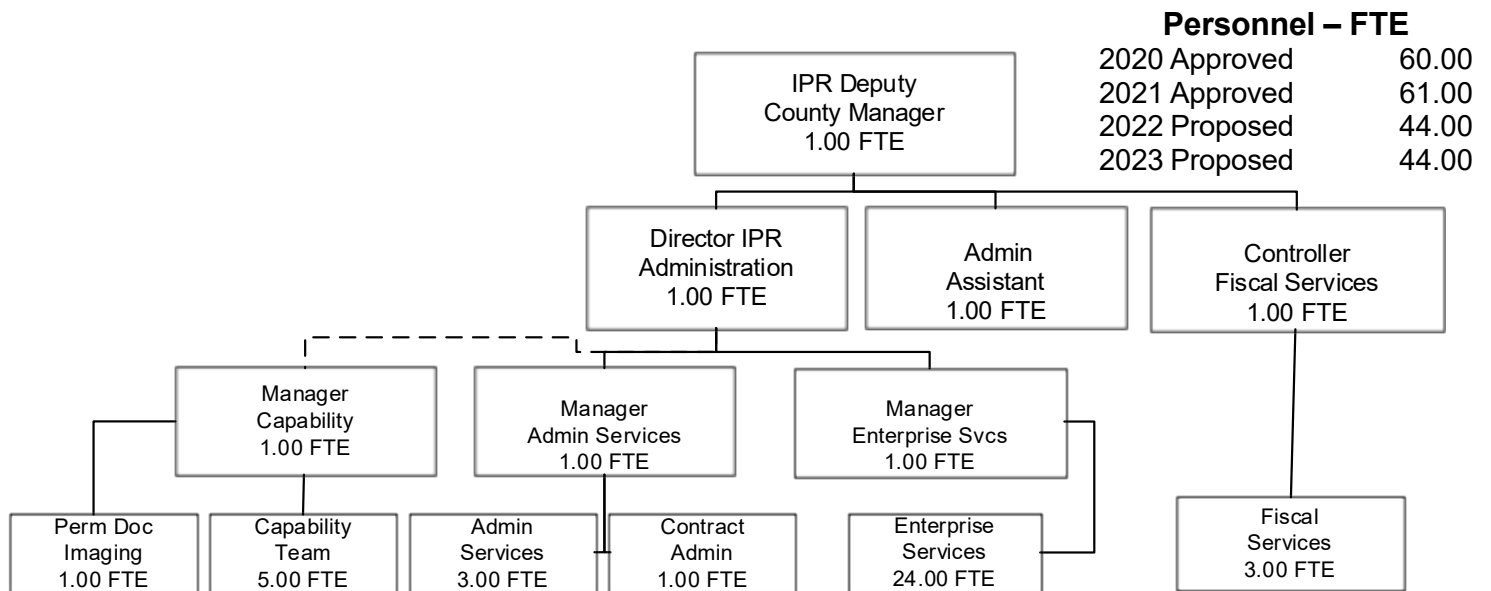 Personnel – FTE
2020 Approved 60.00
2021 Approved 61.00
2022 Proposed 44.00
2023 Proposed 44.00
IPR Deputy
County Manager
1.00 FTE
Director IPR
Administration
1.00 FTE
Admin
Assistant
1.00 FTE
Controller
Fiscal Services
1.00 FTE
Manager
Capability
1.00 FTE
Manager
Admin Services
1.00 FTE
Manager
Enterprise Svcs
1.00 FTE
Perm Doc
Imaging
1.00 FTE
Capability
Team
5.00 FTE
Admin
Services
3.00 FTE
Contract
Admin
1.00 FTE
Enterprise
Services
24.00 FTE
Fiscal
Services
3.00 FTE